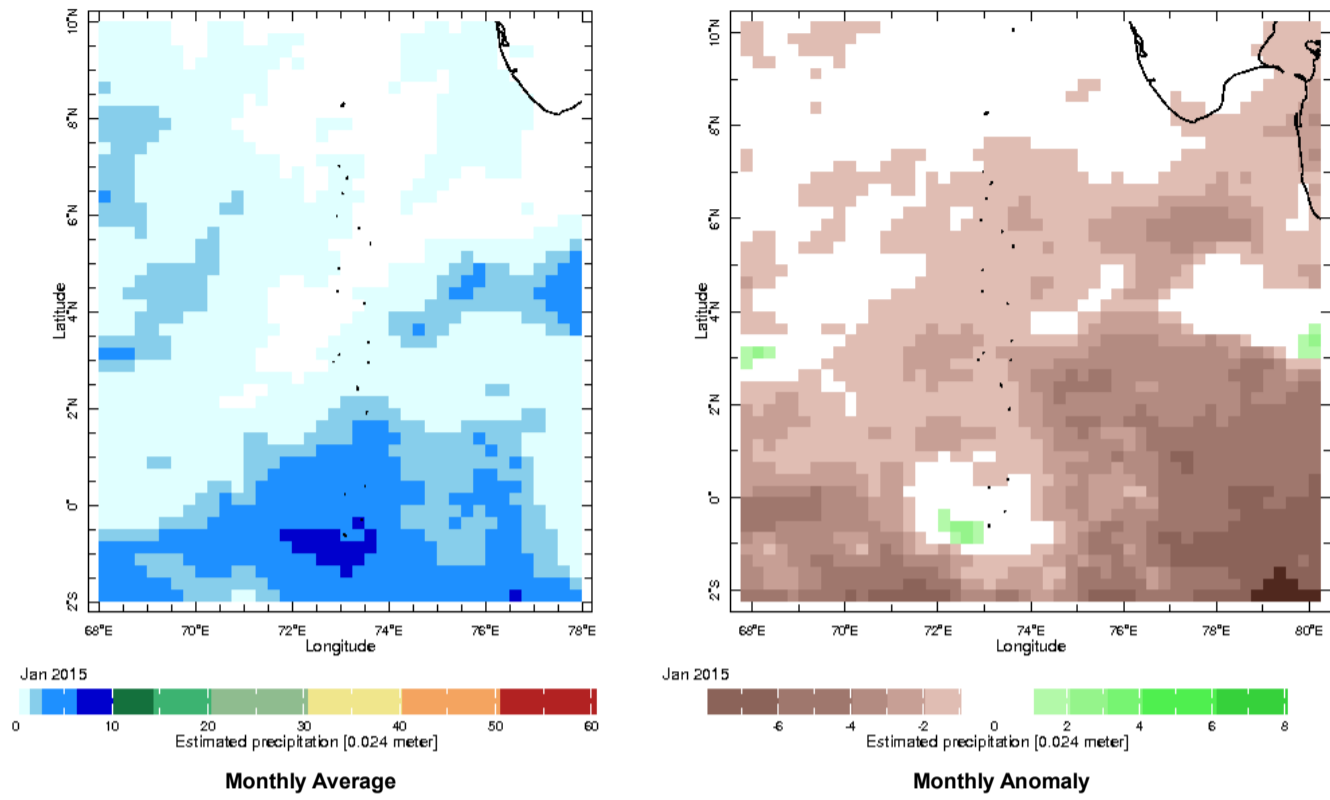 10°N
8°N
6°N
4°N
2°N
0°
2°S
Latitude
68°E 70°E 72°E 74°E 76°E 78°E
Longitude
Jan 2015
0 10 20 30 40 50 60
Estimated precipitation [0.024 meter]
Monthly Average
10°N
8°N
6°N
4°N
2°N
0°
2°S
Latitude
68°E 70°E 72°E 74°E 76°E 78°E 80°E
Longitude
Jan 2015
-6 -4 -2 0 2 4 6 8
Estimated precipitation [0.024 meter]
Monthly Anomaly